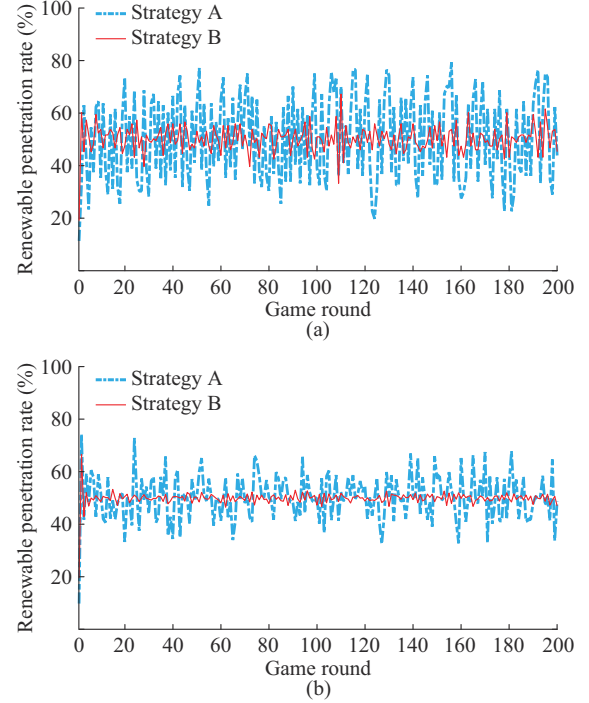 Renewable penetration rate (%)
100
80
60
40
20
Strategy A
Strategy B
0 20 40 60 80 100 120 140 160 180 200
Game round
(a)
Renewable penetration rate (%)
100
80
60
40
20
Strategy A
Strategy B
0 20 40 60 80 100 120 140 160 180 200
Game round
(b)